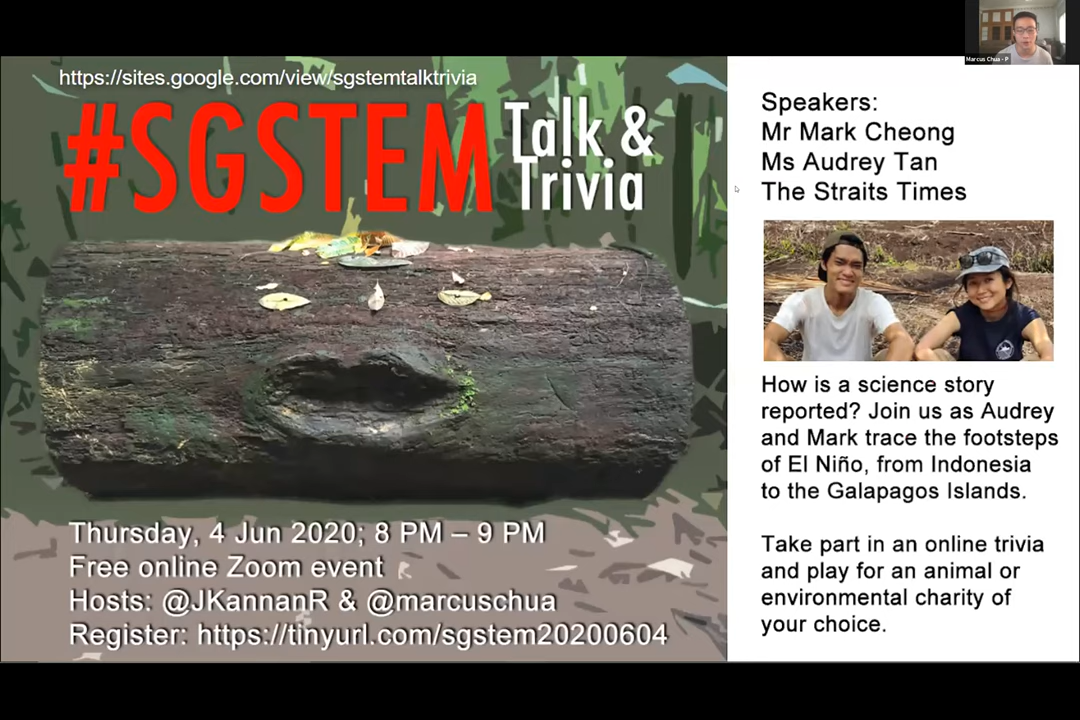 https://sites.google.com/view/sgstemtalktrivia
#SGSTEM Talk &
Trivia
Thursday, 4 Jun 2020; 8 PM – 9 PM
Free online Zoom event
Hosts: @JKannanR & @marcuschua
Register: https://tinyurl.com/sgstem20200604
Marcus Chua - P
Speakers:
Mr Mark Cheong
Ms Audrey Tan
The Straits Times
How is a science story
reported? Join us as Audrey
and Mark trace the footsteps
of El Niño, from Indonesia
to the Galapagos Islands.
Take part in an online trivia
and play for an animal or
environmental charity of
your choice.